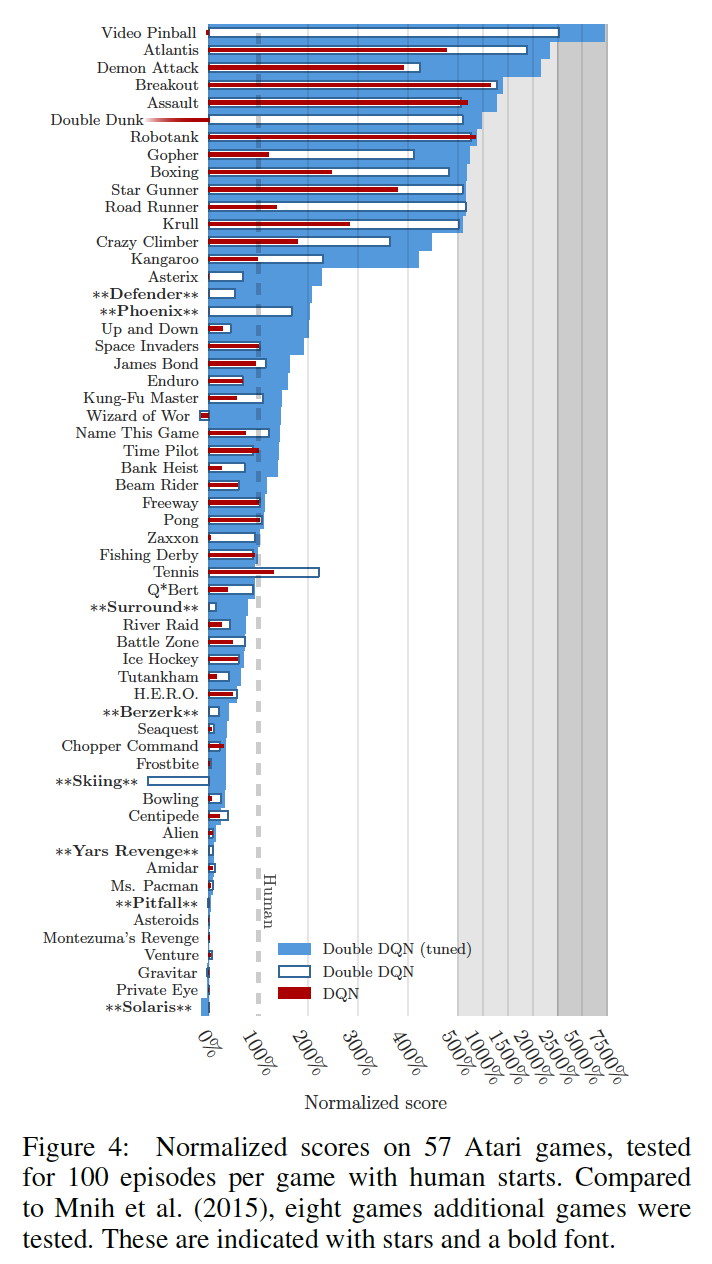 Video Pinball
Atlantis
Demon Attack
Breakout
Assault
Double Dunk
Robotank
Gopher
Boxing
Star Gunner
Road Runner
Krull
Crazy Climber
Kangaroo
Asterix
**Defender**
**Phoenix**
Up and Down
Space Invaders
James Bond
Enduro
Kung-Fu Master
Wizard of Wor
Name This Game
Time Pilot
Bank Heist
Beam Rider
Freeway
Pong
Zaxxon
Fishing Derby
Tennis
Q*Bert
**Surround**
River Raid
Battle Zone
Ice Hockey
Tutankham
H.E.R.O.
**Berzerk**
Seaquest
Chopper Command
Frostbite
**Skiing**
Bowling
Centipede
Alien
**Yars Revenge**
Amidar
Ms. Pacman
**Pitfall**
Asteroids
Montezuma's Revenge
Venture
Gravitar
Private Eye
**Solaris**
Human
Double DQN (tuned)
Double DQN
DQN
0%
100%
200%
300%
400%
500%
1000%
1500%
2000%
2500%
5000%
7500%
Normalized score
Figure 4: Normalized scores on 57 Atari games, tested
for 100 episodes per game with human starts. Compared
to Mnih et al. (2015), eight games additional games were
tested. These are indicated with stars and a bold font.